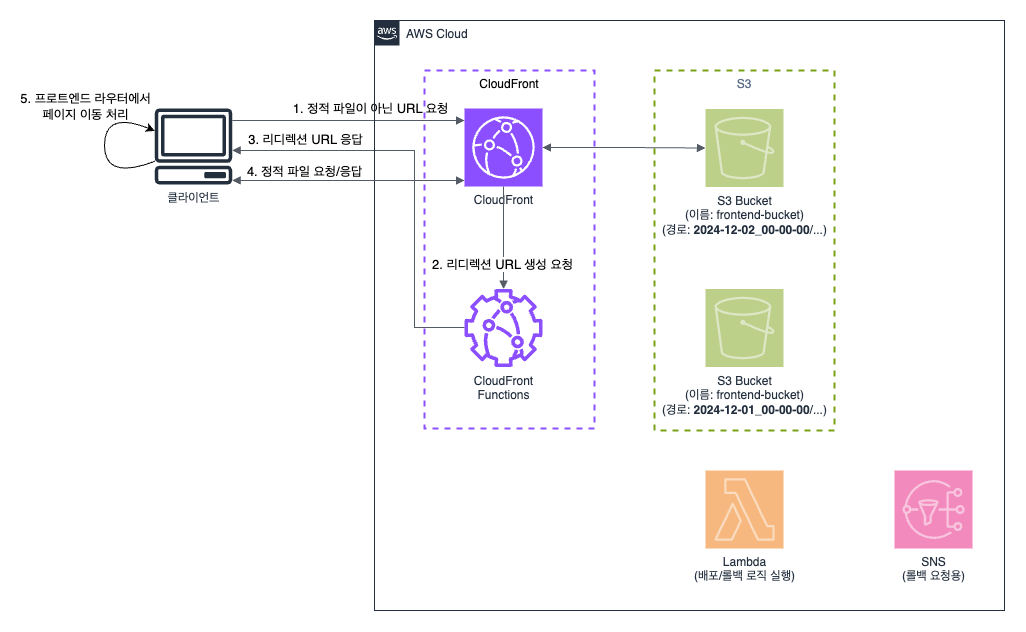 aws
AWS Cloud
5. 프로트엔드 라우터에서
페이지 이동 처리
1. 정적 파일이 아닌 URL 요청
3. 리디렉션 URL 응답
4. 정적 파일 요청/응답
클라이언트
CloudFront
CloudFront
2. 리디렉션 URL 생성 요청
CloudFront
Functions
S3
S3 Bucket
(이름: frontend-bucket)
(경로: 2024-12-02_00-00-00/...)
S3 Bucket
(이름: frontend-bucket)
(경로: 2024-12-01_00-00-00/...)
Lambda
(배포/롤백 로직 실행)
SNS
(롤백 요청용)